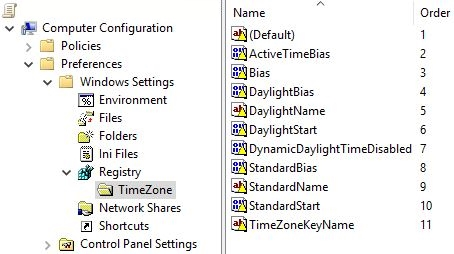 Computer Configuration
Policies
Preferences
Windows Settings
Environment
Files
Folders
Ini Files
Registry
TimeZone
Network Shares
Shortcuts
Control Panel Settings
Name Order
(Default) 1
ActiveTimeBias 2
Bias 3
DaylightBias 4
DaylightName 5
DaylightStart 6
DynamicDaylightTimeDisabled 7
StandardBias 8
StandardName 9
StandardStart 10
TimeZoneKeyName 11